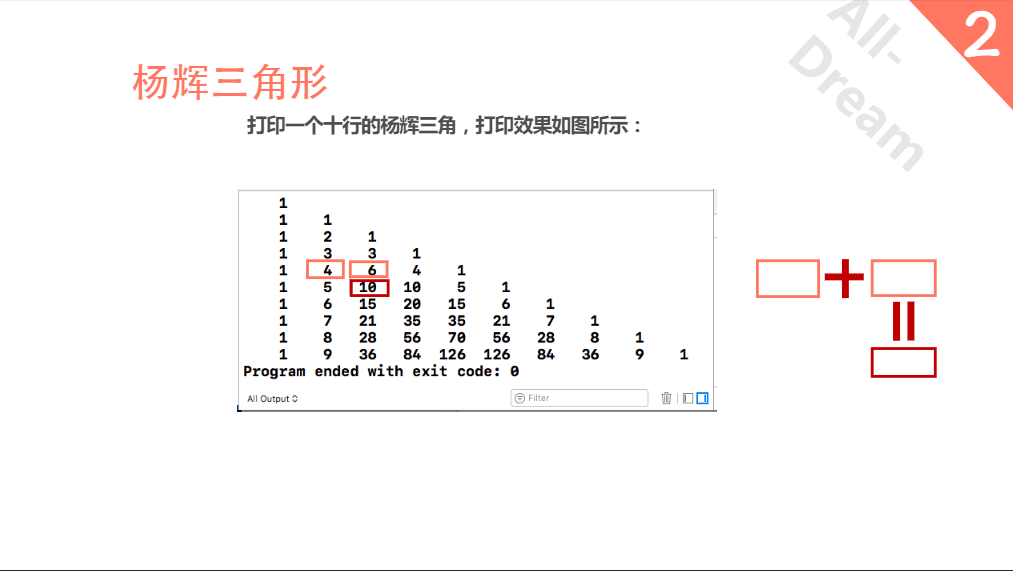 All-
Dream
2
杨辉三角形
打印一个十行的杨辉三角，打印效果如图所示：
1
1 1
1 2 1
1 3 3 1
1 4 6 4 1
1 5 10 10 5 1
1 6 15 20 15 6 1
1 7 21 35 35 21 7 1
1 8 28 56 70 56 28 8 1
1 9 36 84 126 126 84 36 9 1
Program ended with exit code: 0
All Output
Filter